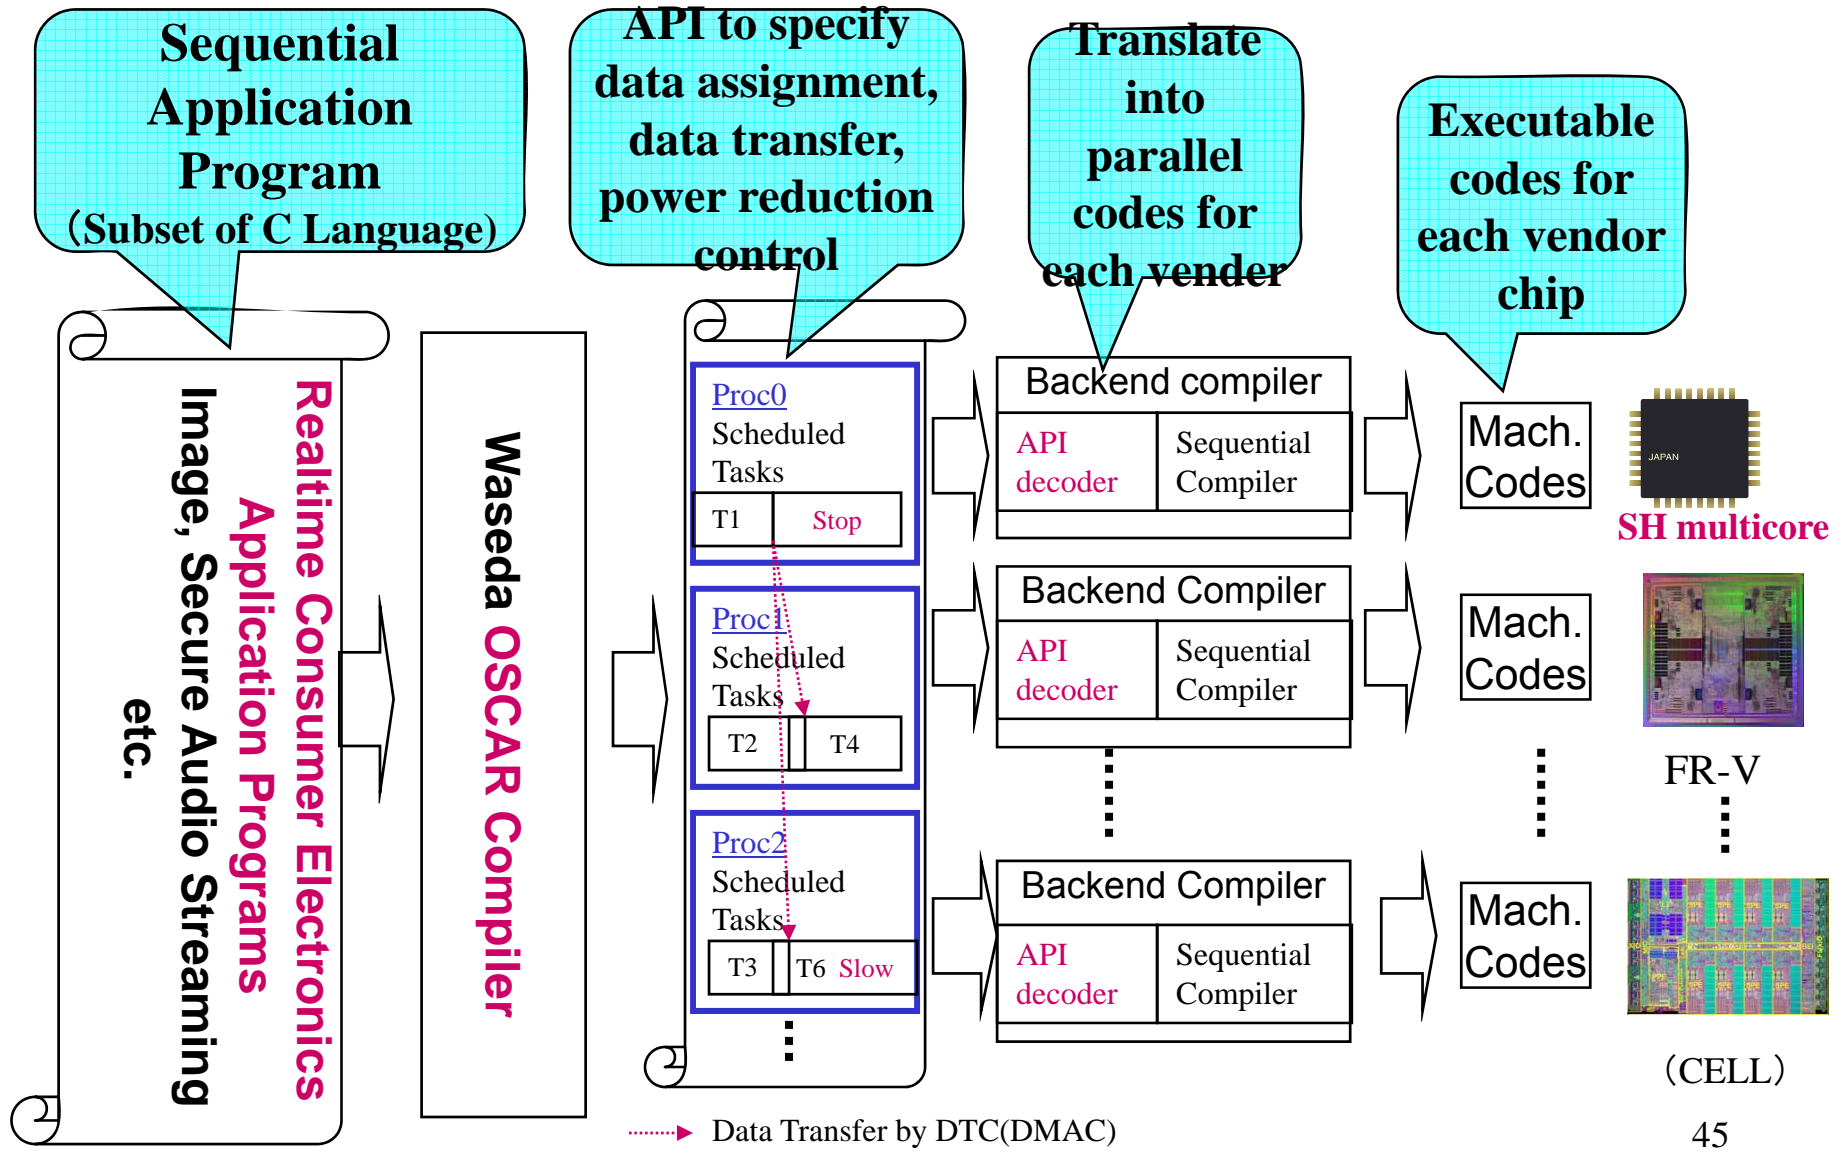 Sequential
Application
Program
（Subset of C Language)
API to specify
data assignment,
data transfer,
power reduction
control
Translate
into
parallel
codes for
each vender
Executable
codes for
each vendor
chip
Realtime Consumer Electronics
Application Programs
Image, Secure Audio Streaming
etc.
Waseda OSCAR Compiler
Proc0
Scheduled
Tasks
T1 Stop
Proc1
Scheduled
Tasks
T2 T4
Proc2
Scheduled
Tasks
T3 T6 Slow
Backend compiler
API
decoder
Sequential
Compiler
Backend Compiler
API
decoder
Sequential
Compiler
Backend Compiler
API
decoder
Sequential
Compiler
Mach.
Codes
Mach.
Codes
Mach.
Codes
JAPAN
SH multicore
FR-V
（CELL）
Data Transfer by DTC(DMAC)
45